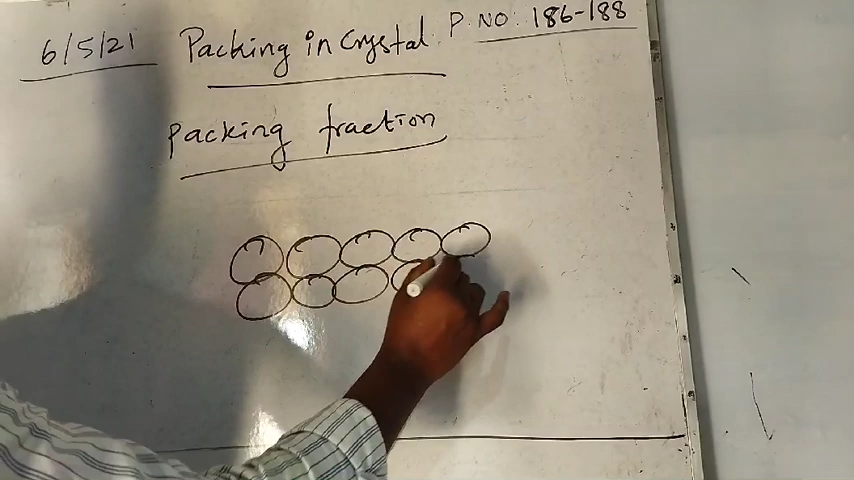 6/5/21 Packing in Crystal. P. NO: 186-188
Packing fraction